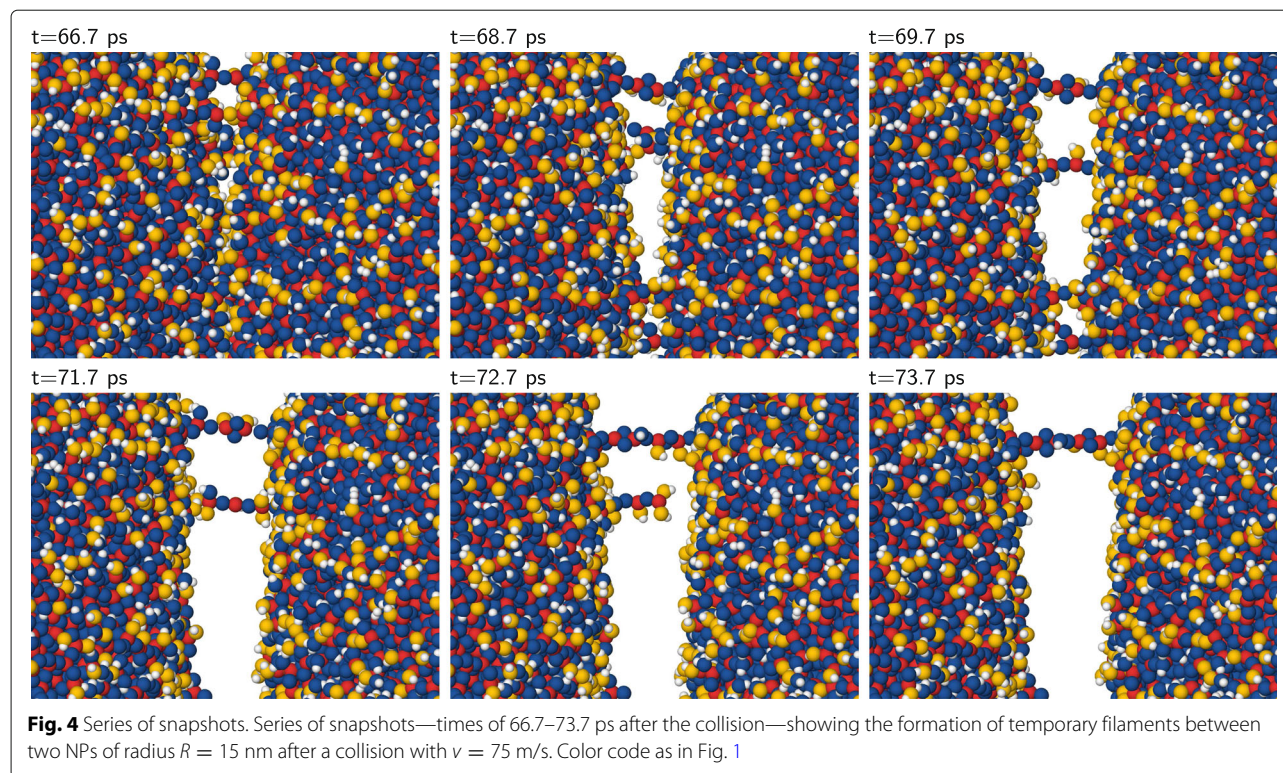 t=66.7 ps
t=68.7 ps
t=69.7 ps
t=71.7 ps
t=72.7 ps
t=73.7 ps
Fig. 4 Series of snapshots. Series of snapshots—times of 66.7–73.7 ps after the collision—showing the formation of temporary filaments between
two NPs of radius R = 15 nm after a collision with v = 75 m/s. Color code as in Fig. 1